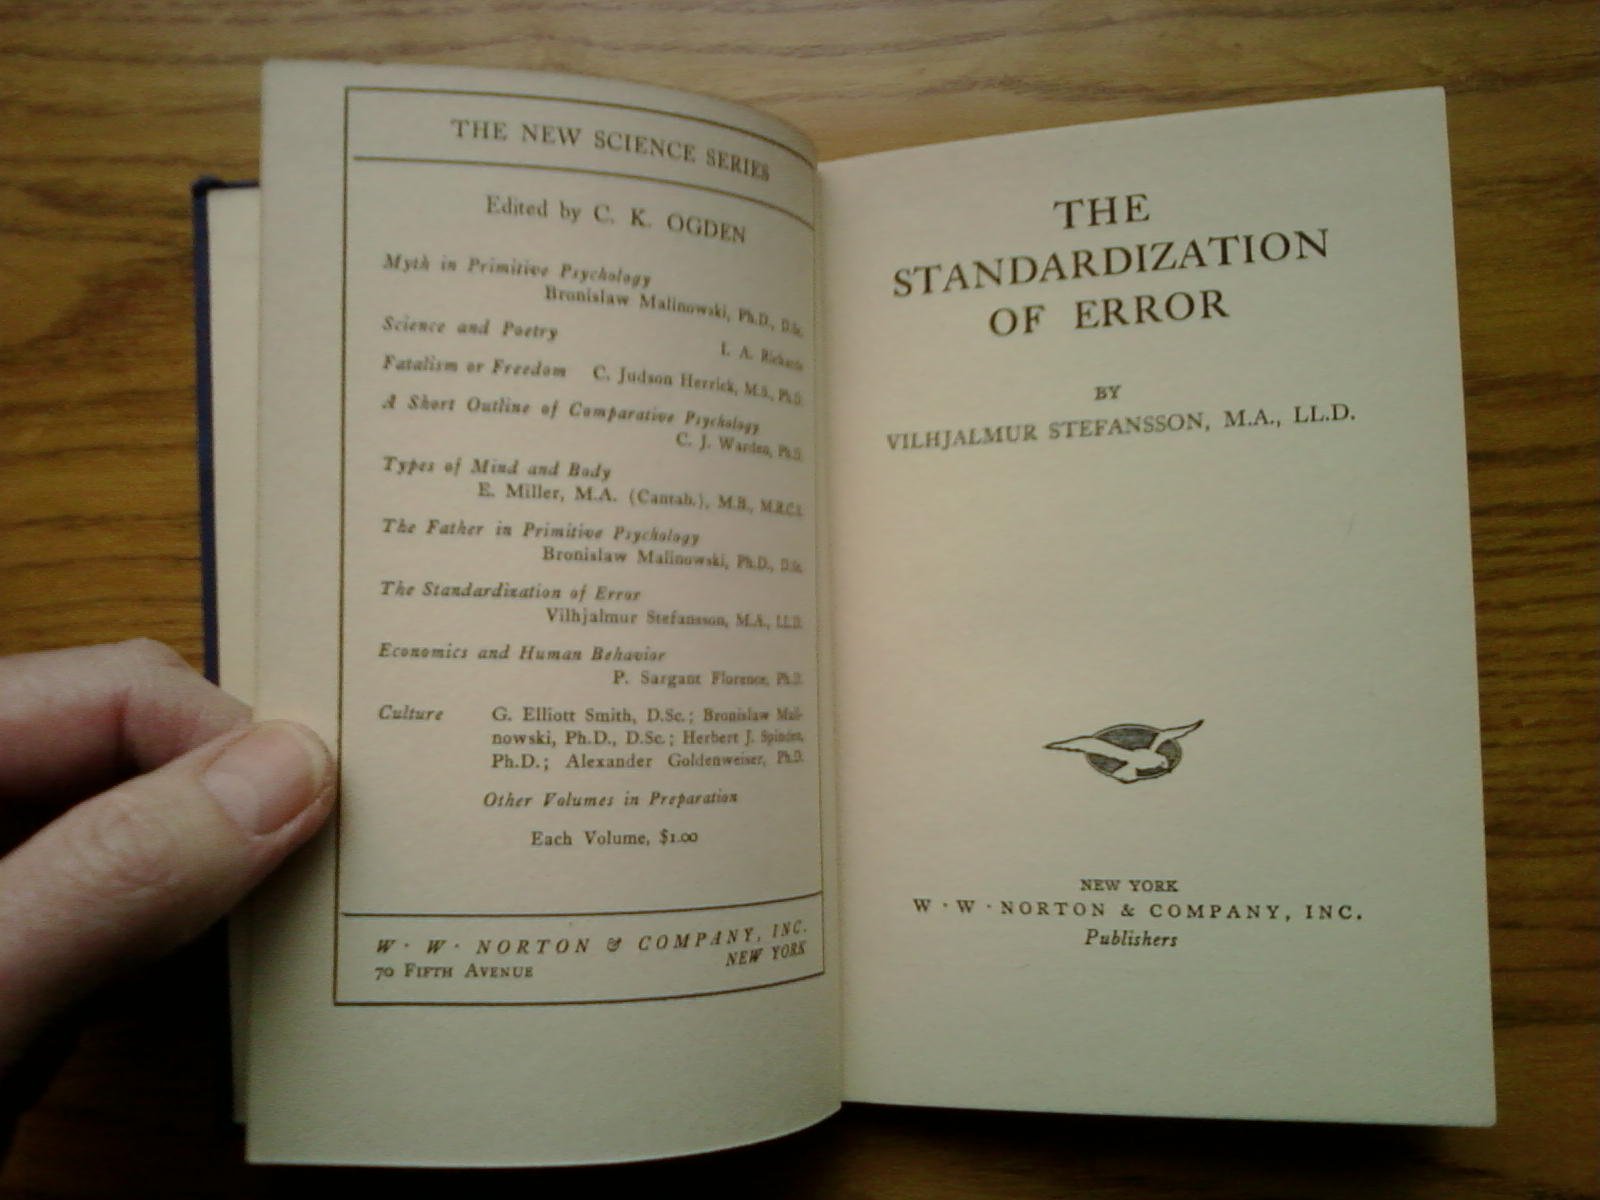 THE NEW SCIENCE SERIES
Edited by C. K. OGDEN
Myth in Primitive Psychology
Bronislaw Malinowski, Ph.D., D.Sc.
Science and Poetry
I. A. Richards
Fatalism or Freedom C. Judson Herrick, M.S., Ph.D.
A Short Outline of Comparative Psychology
C. J. Warden, Ph.D.
Types of Mind and Body
E. Miller, M.A. (Cantab.), M.B., M.R.C.S.
The Father in Primitive Psychology
Bronislaw Malinowski, Ph.D., D.Sc.
The Standardization of Error
Vilhjalmur Stefansson, M.A., LL.D.
Economics and Human Behavior
P. Sargant Florence, Ph.D.
Culture G. Elliott Smith, D.Sc.; Bronislaw Mali-
nowski, Ph.D., D.Sc.; Herbert J. Spinden,
Ph.D.; Alexander Goldenweiser, Ph.D.
Other Volumes in Preparation
Each Volume, $1.00
W · W · NORTON & COMPANY, INC.
70 FIFTH AVENUE NEW YORK
THE
STANDARDIZATION
OF ERROR
BY
VILHJALMUR STEFANSSON, M.A., LL.D.
NEW YORK
W · W · NORTON & COMPANY, INC.
Publishers